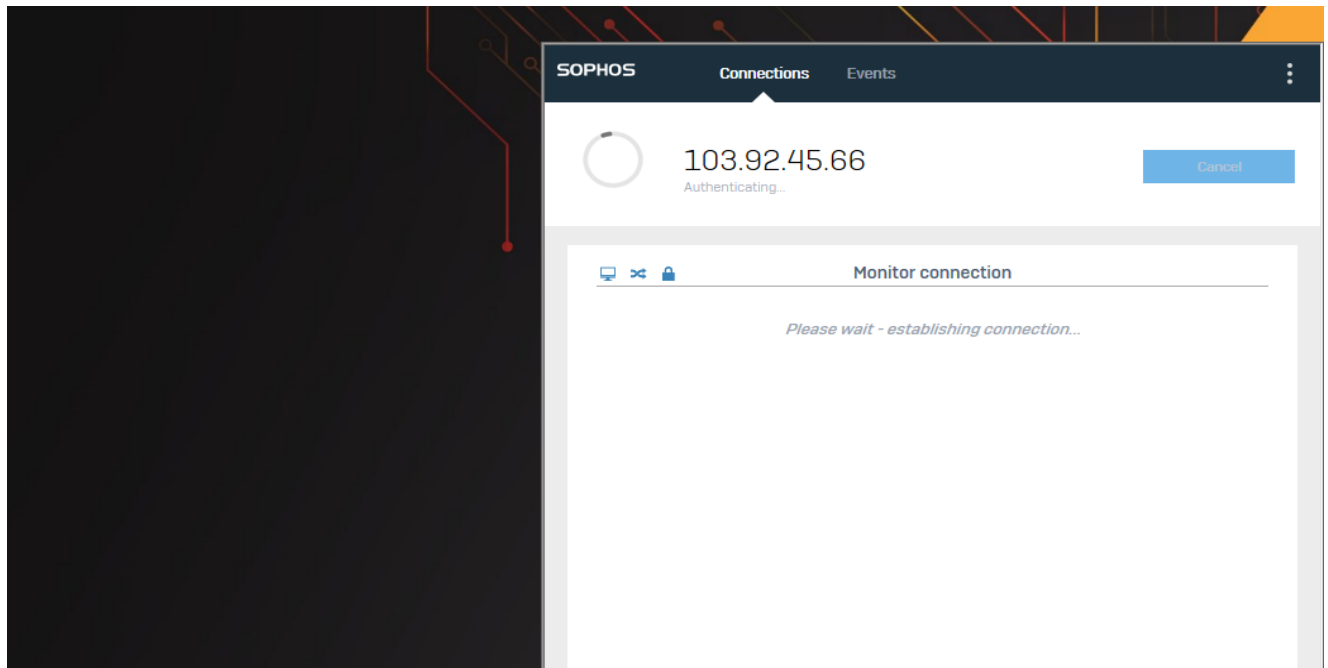 SOPHOS Connections Events
103.92.45.66
Authenticating...
Cancel
Monitor connection
Please wait - establishing connection...